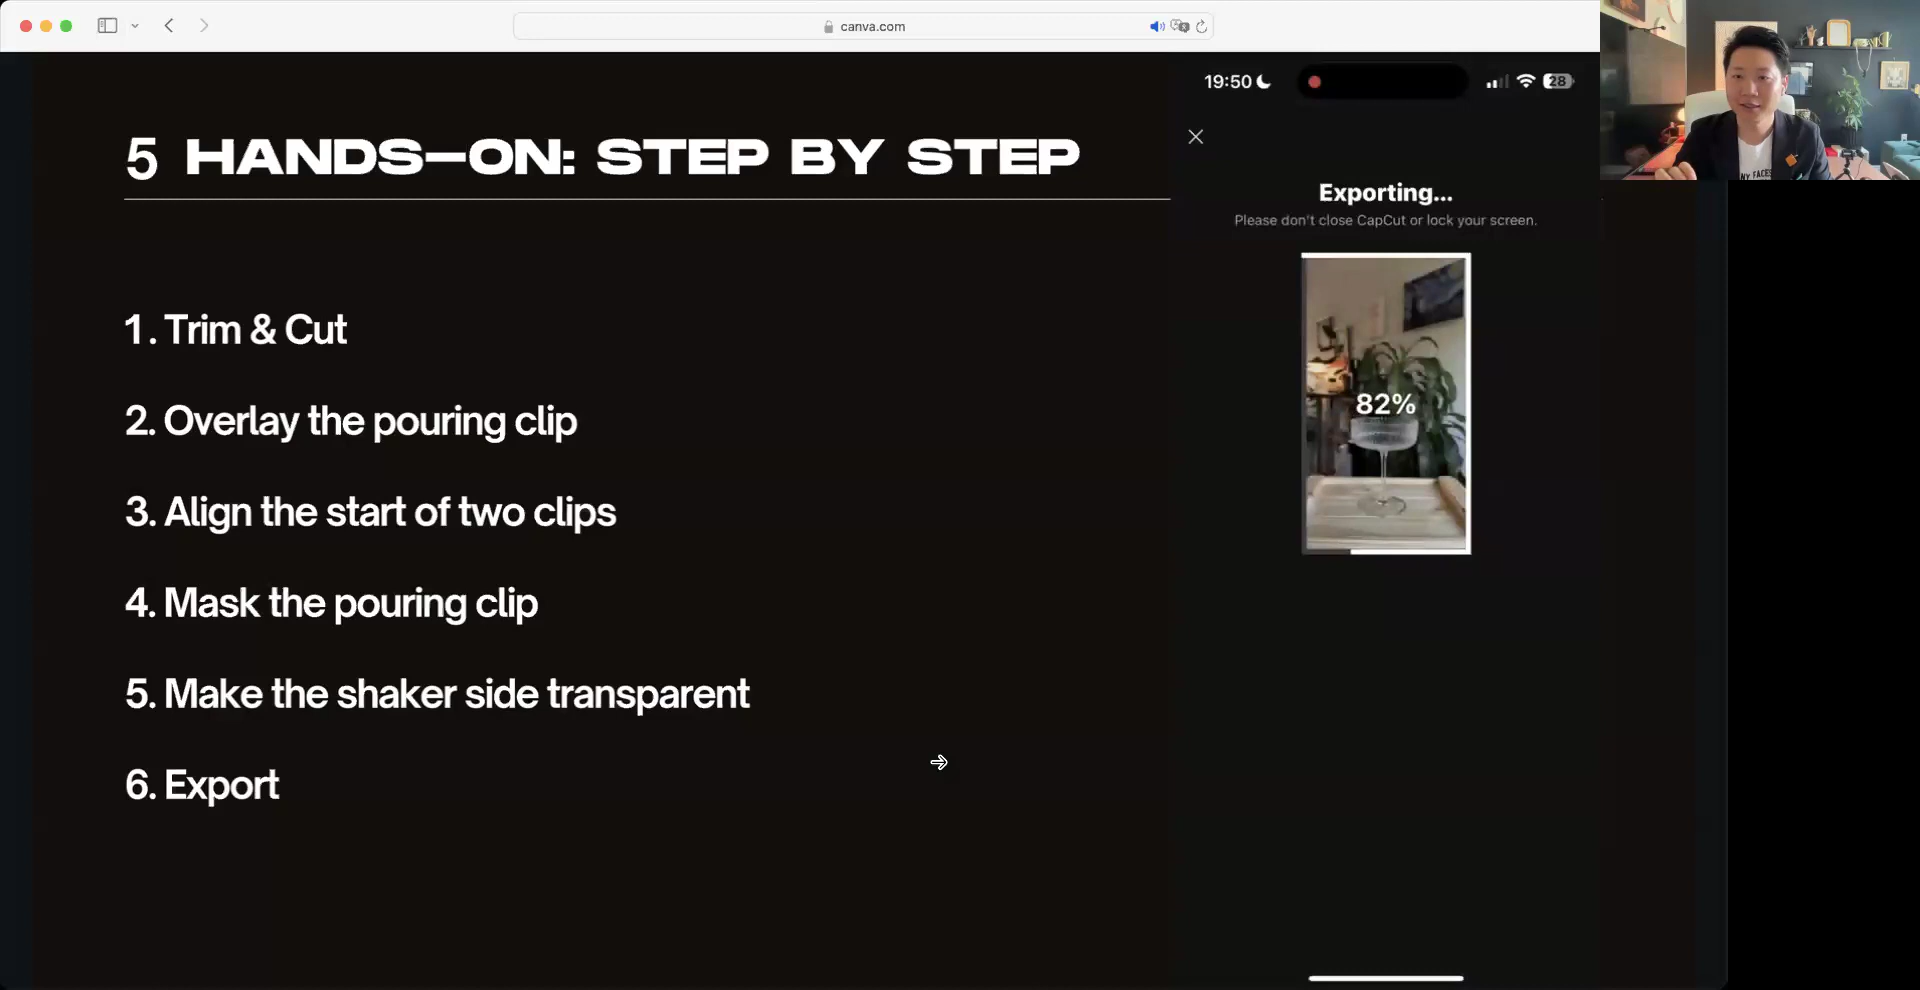 canva.com
19:50
28
5 HANDS-ON: STEP BY STEP
Exporting...
Please don't close CapCut or lock your screen.
82%
1. Trim & Cut
2. Overlay the pouring clip
3. Align the start of two clips
4. Mask the pouring clip
5. Make the shaker side transparent
6. Export